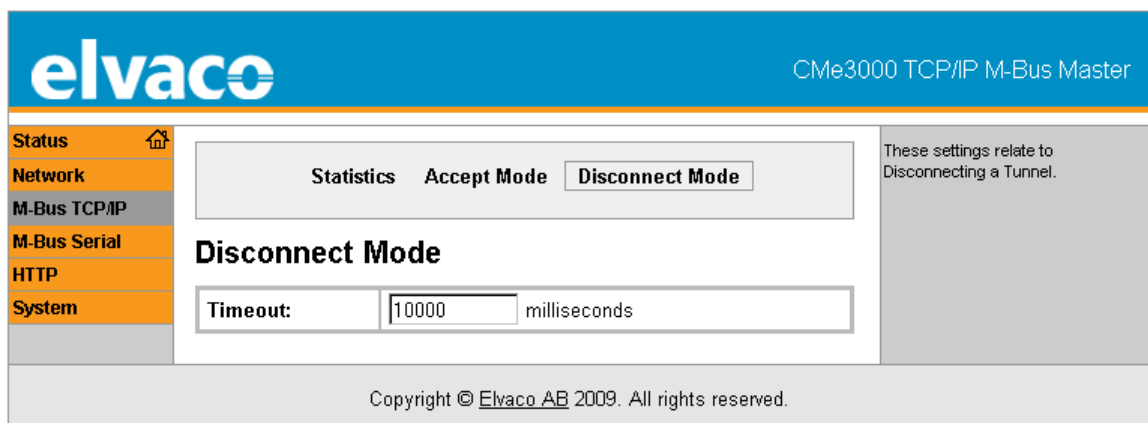 elvaco
CMe3000 TCP/IP M-Bus Master
Status
Network
M-Bus TCP/IP
M-Bus Serial
HTTP
System
Statistics Accept Mode Disconnect Mode
Disconnect Mode
Timeout: 10000 milliseconds
These settings relate to
Disconnecting a Tunnel.
Copyright © Elvaco AB 2009. All rights reserved.